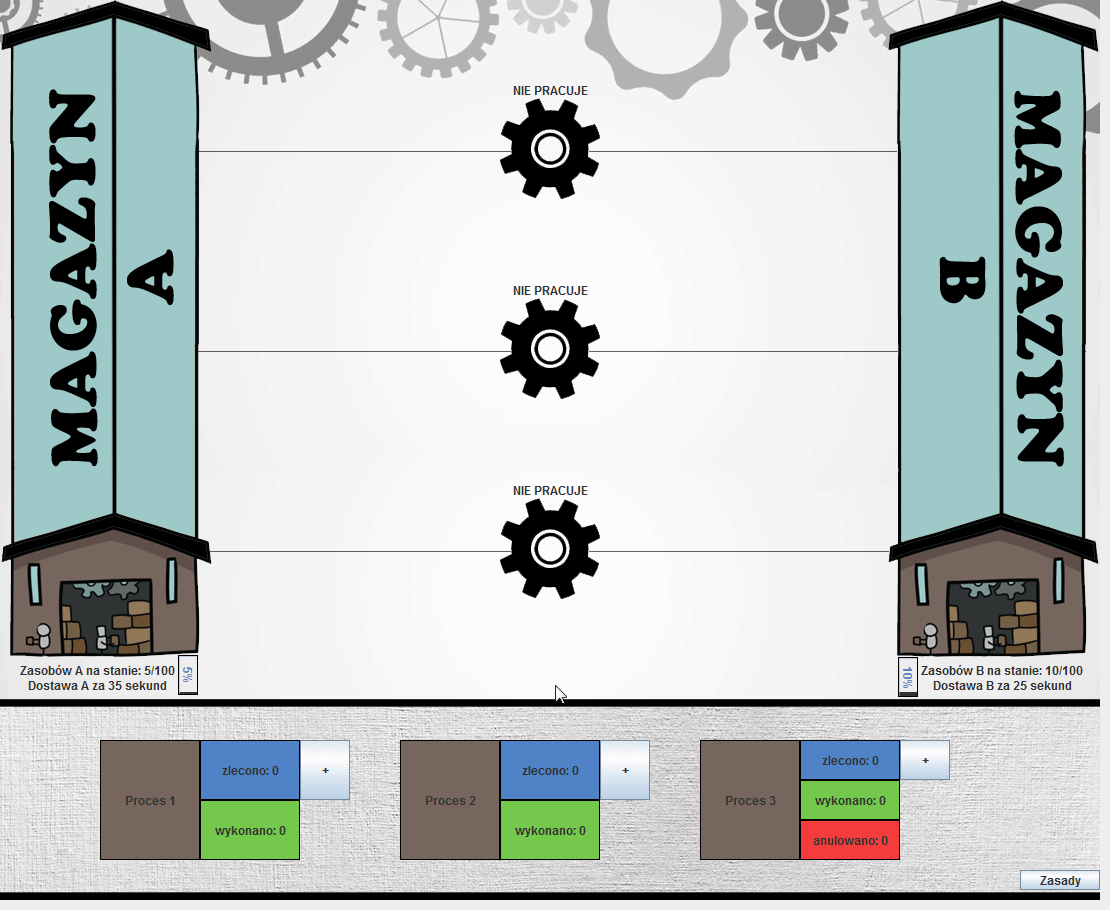 MAGAZYN
A
NIE PRACUJE
MAGAZYN
B
NIE PRACUJE
NIE PRACUJE
Zasobów A na stanie: 5/100
Dostawa A za 35 sekund
5%
10%
Zasobów B na stanie: 10/100
Dostawa B za 25 sekund
Proces 1
zlecono: 0
+
wykonano: 0
Proces 2
zlecono: 0
+
wykonano: 0
Proces 3
zlecono: 0
+
wykonano: 0
anulowano: 0
Zasady